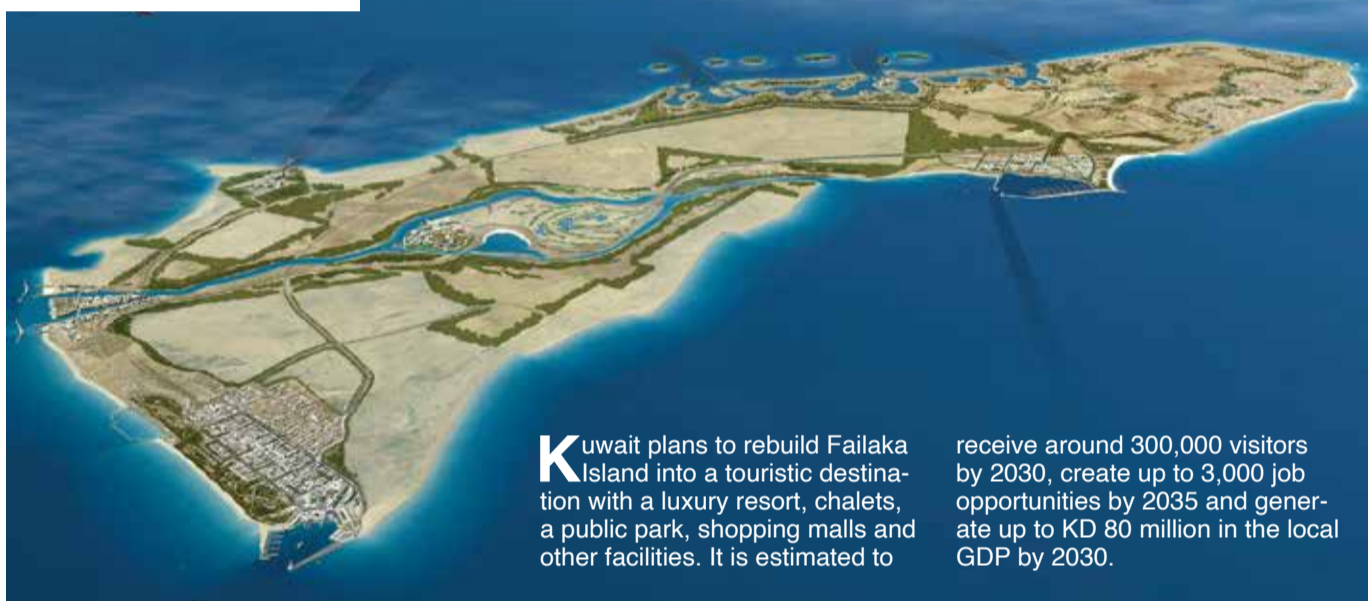 Kuwait plans to rebuild Failaka
Island into a touristic destina-
tion with a luxury resort, chalets,
a public park, shopping malls and
other facilities. It is estimated to
receive around 300,000 visitors
by 2030, create up to 3,000 job
opportunities by 2035 and gener-
ate up to KD 80 million in the local
GDP by 2030.